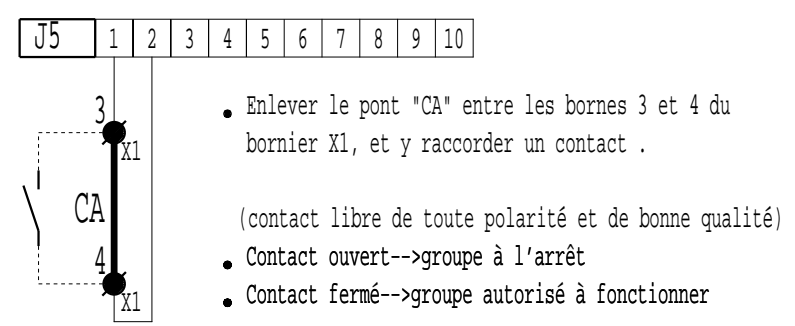 J5 1 2 3 4 5 6 7 8 9 10
3
X1
CA
4
X1
• Enlever le pont "CA" entre les bornes 3 et 4 du
bornier X1, et y raccorder un contact .
(contact libre de toute polarité et de bonne qualité)
• Contact ouvert-->groupe à l'arrêt
• Contact fermé-->groupe autorisé à fonctionner